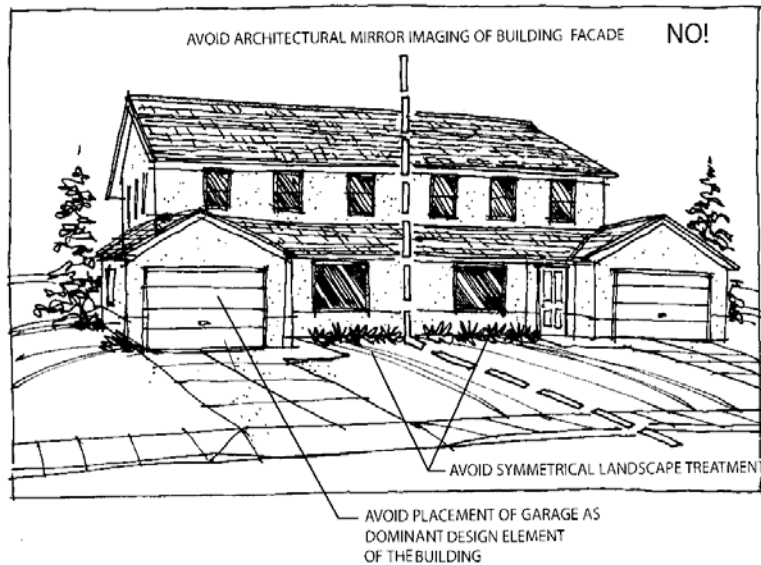 AVOID ARCHITECTURAL MIRROR IMAGING OF BUILDING FACADE NO!
AVOID SYMMETRICAL LANDSCAPE TREATMENT
AVOID PLACEMENT OF GARAGE AS
DOMINANT DESIGN ELEMENT
OF THE BUILDING